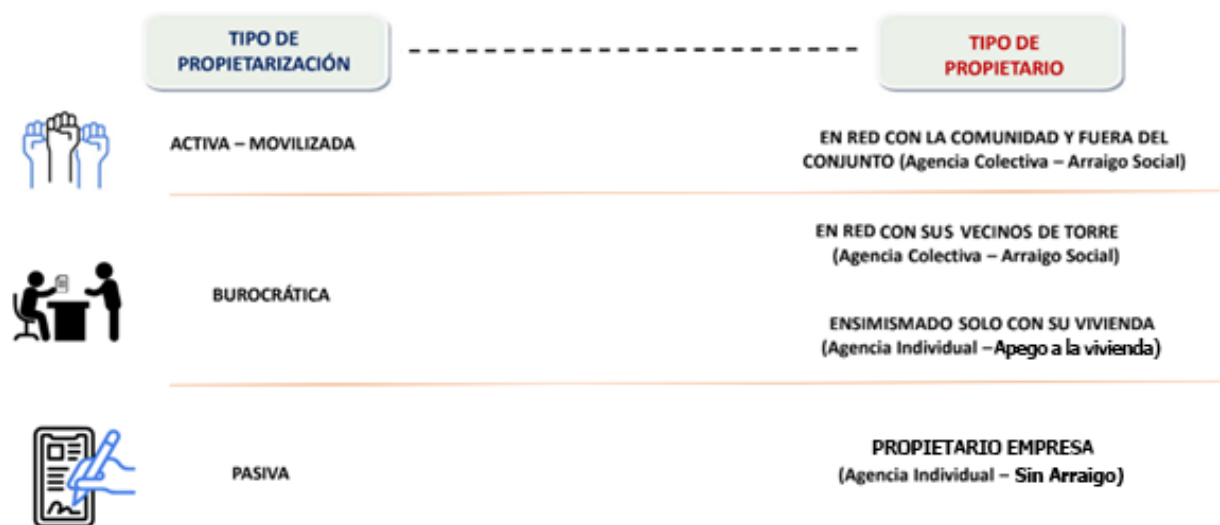 TIPO DE
PROPIETARIZACIÓN
TIPO DE
PROPIETARIO
ACTIVA – MOVILIZADA
EN RED CON LA COMUNIDAD Y FUERA DEL
CONJUNTO (Agencia Colectiva – Arraigo Social)
BUROCRÁTICA
EN RED CON SUS VECINOS DE TORRE
(Agencia Colectiva – Arraigo Social)
ENSIMISMADO SOLO CON SU VIVIENDA
(Agencia Individual –Apego a la vivienda)
PASIVA
PROPIETARIO EMPRESA
(Agencia Individual – Sin Arraigo)